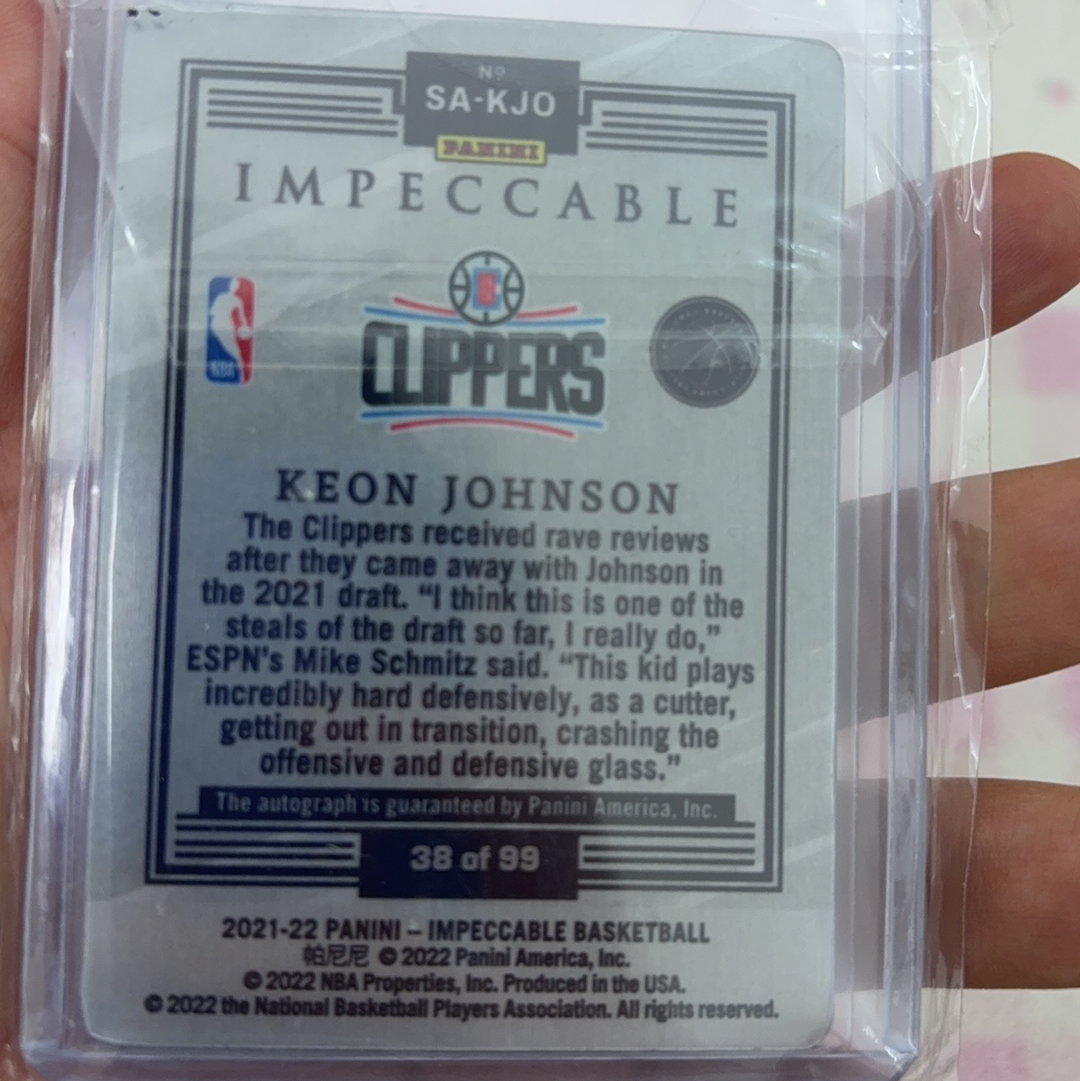 Nº
SA-KJO
PANINI
IMPECCABLE
NBA
CLIPPERS
KEON JOHNSON
The Clippers received rave reviews
after they came away with Johnson in
the 2021 draft. “I think this is one of the
steals of the draft so far, I really do,”
ESPN’s Mike Schmitz said. “This kid plays
incredibly hard defensively, as a cutter,
getting out in transition, crashing the
offensive and defensive glass.”
The autograph is guaranteed by Panini America, Inc.
38 of 99
2021-22 PANINI – IMPECCABLE BASKETBALL
帕尼尼 © 2022 Panini America, Inc.
© 2022 NBA Properties, Inc. Produced in the USA.
© 2022 the National Basketball Players Association. All rights reserved.